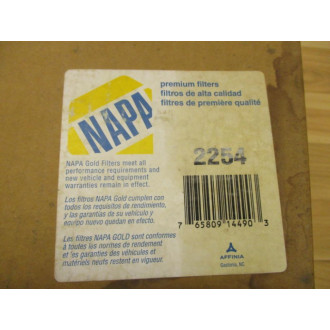 NAPA
premium filters
filtros de alta calidad
filtres de première qualité
2254
NAPA Gold Filters meet all
performance requirements and
new vehicle and equipment
warranties remain in effect.
Los filtros NAPA Gold cumplen con
todos los requisitos de rendimiento,
y las garantías de su vehículo y
equipo nuevo quedan en efecto.
Les filtres NAPA GOLD sont conformes
à toutes les normes de rendement
et les garanties des véhicules et
matériels neufs restent en vigueur.
7 65809 14490 3
AFFINIA
Gastonia, NC